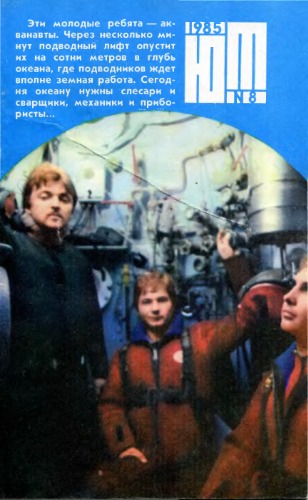 Эти молодые ребята — ак-
ванавты. Через несколько ми-
нут подводный лифт опустит
их на сотни метров в глубь
океана, где подводников ждет
вполне земная работа. Сегод-
ня океану нужны слесари и
сварщики, механики и прибо-
ристы...
1985
ЮТ
N8